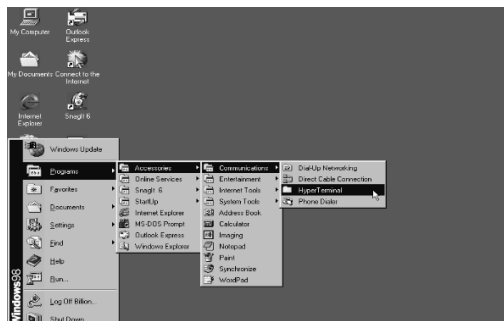 My Computer
Outlook
Express
My Documents
Connect to the
Internet
Internet
Explorer
SnagIt 6
Windows98
Windows Update
Programs
Favorites
Documents
Settings
Find
Help
Run...
Log Off Billion...
Shut Down...
Accessories
Online Services
SnagIt 6
StartUp
Internet Explorer
MS-DOS Prompt
Outlook Express
Windows Explorer
Communications
Entertainment
Internet Tools
System Tools
Address Book
Calculator
Imaging
Notepad
Paint
Synchronize
WordPad
Dial-Up Networking
Direct Cable Connection
HyperTerminal
Phone Dialer